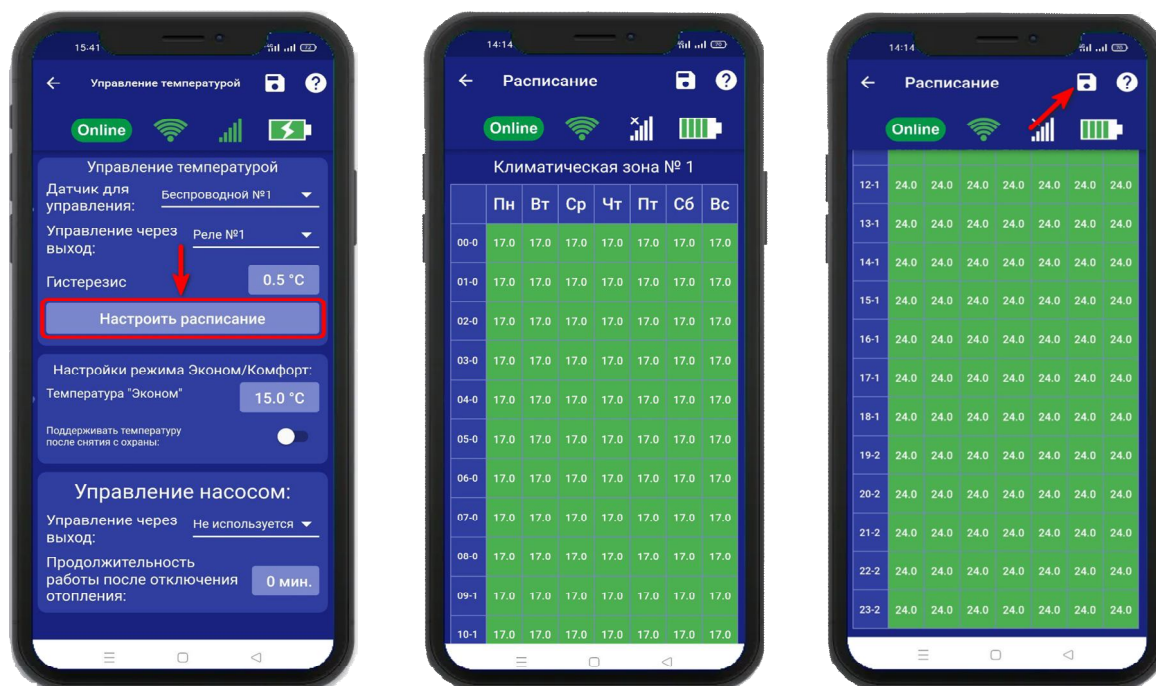 15:41
72
Управление температурой
Online
Управление температурой
Датчик для
управления:
Беспроводной №1
Управление через
выход:
Реле №1
Гистерезис
0.5 °C
Настроить расписание
Настройки режима Эконом/Комфорт:
Температура "Эконом"
15.0 °C
Поддерживать температуру
после снятия с охраны:
Управление насосом:
Управление через
выход:
Не используется
Продолжительность
работы после отключения
отопления:
0 мин.
14:14
Расписание
Online
Климатическая зона № 1
Пн Вт Ср Чт Пт Сб Вс
00-0 17.0 17.0 17.0 17.0 17.0 17.0 17.0
01-0 17.0 17.0 17.0 17.0 17.0 17.0 17.0
02-0 17.0 17.0 17.0 17.0 17.0 17.0 17.0
03-0 17.0 17.0 17.0 17.0 17.0 17.0 17.0
04-0 17.0 17.0 17.0 17.0 17.0 17.0 17.0
05-0 17.0 17.0 17.0 17.0 17.0 17.0 17.0
06-0 17.0 17.0 17.0 17.0 17.0 17.0 17.0
07-0 17.0 17.0 17.0 17.0 17.0 17.0 17.0
08-0 17.0 17.0 17.0 17.0 17.0 17.0 17.0
09-1 17.0 17.0 17.0 17.0 17.0 17.0 17.0
10-1 17.0 17.0 17.0 17.0 17.0 17.0 17.0
14:14
Расписание
Online
12-1 24.0 24.0 24.0 24.0 24.0 24.0 24.0
13-1 24.0 24.0 24.0 24.0 24.0 24.0 24.0
14-1 24.0 24.0 24.0 24.0 24.0 24.0 24.0
15-1 24.0 24.0 24.0 24.0 24.0 24.0 24.0
16-1 24.0 24.0 24.0 24.0 24.0 24.0 24.0
17-1 24.0 24.0 24.0 24.0 24.0 24.0 24.0
18-1 24.0 24.0 24.0 24.0 24.0 24.0 24.0
19-2 24.0 24.0 24.0 24.0 24.0 24.0 24.0
20-2 24.0 24.0 24.0 24.0 24.0 24.0 24.0
21-2 24.0 24.0 24.0 24.0 24.0 24.0 24.0
22-2 24.0 24.0 24.0 24.0 24.0 24.0 24.0
23-2 24.0 24.0 24.0 24.0 24.0 24.0 24.0